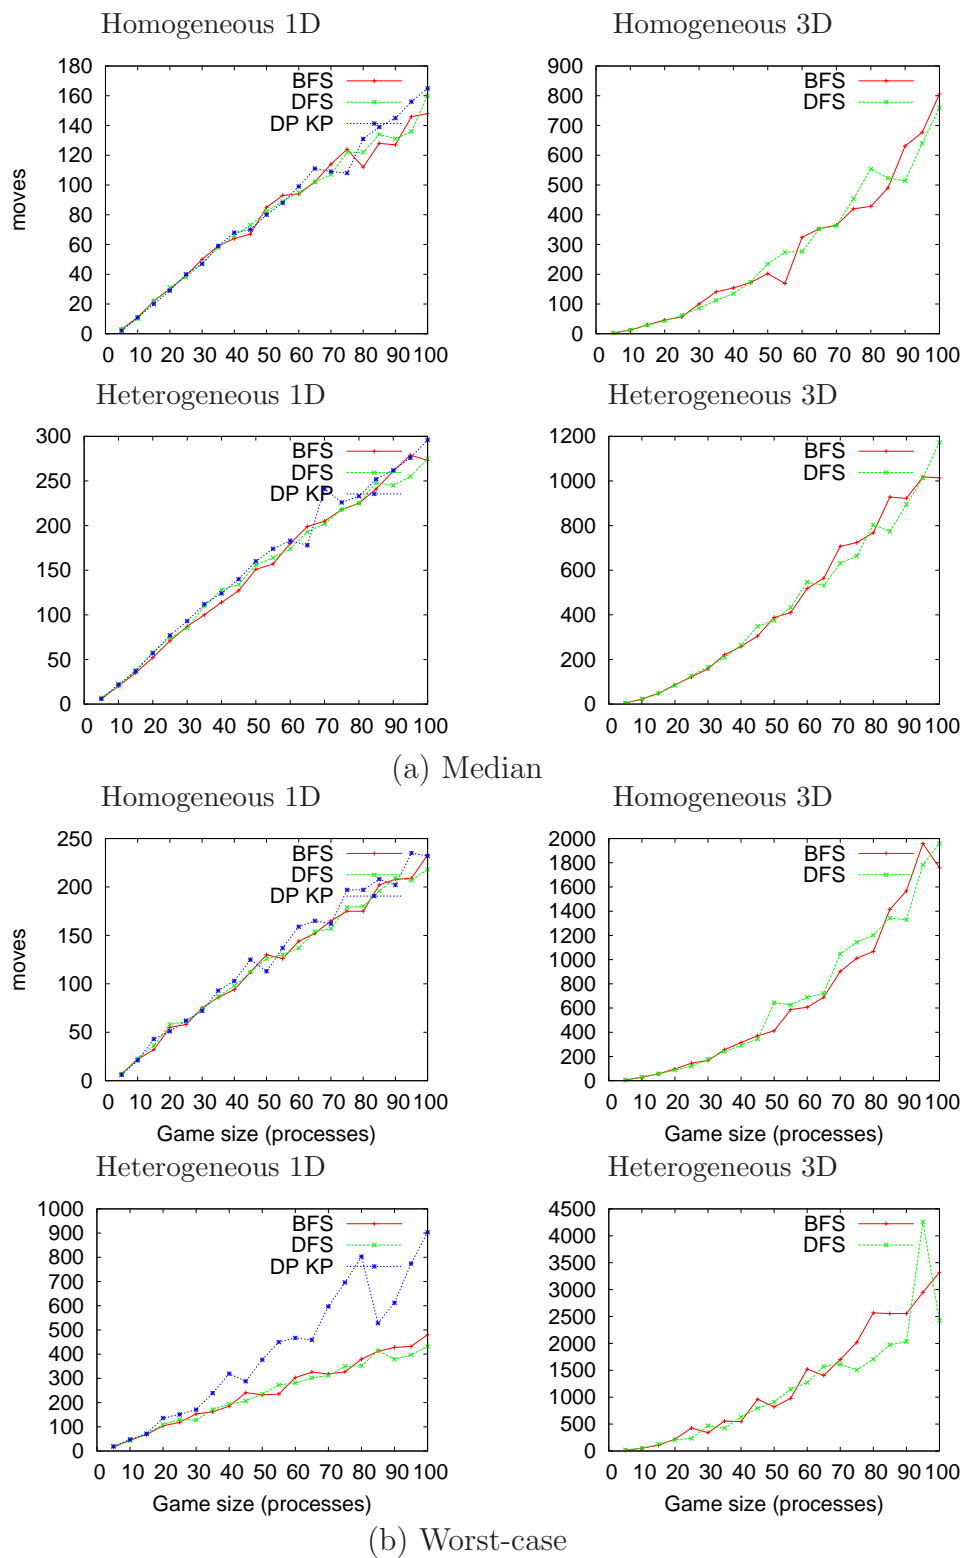 Homogeneous 1D
Homogeneous 3D
moves
180
160
140
120
100
80
60
40
20
0
BFS
DFS
DP KP
0 10 20 30 40 50 60 70 80 90 100
900
800
700
600
500
400
300
200
100
0
BFS
DFS
0 10 20 30 40 50 60 70 80 90 100
Heterogeneous 1D
Heterogeneous 3D
300
250
200
150
100
50
0
BFS
DFS
DP KP
0 10 20 30 40 50 60 70 80 90 100
1200
1000
800
600
400
200
0
BFS
DFS
0 10 20 30 40 50 60 70 80 90 100
(a) Median
Homogeneous 1D
Homogeneous 3D
moves
250
200
150
100
50
0
BFS
DFS
DP KP
0 10 20 30 40 50 60 70 80 90 100
Game size (processes)
2000
1800
1600
1400
1200
1000
800
600
400
200
0
BFS
DFS
0 10 20 30 40 50 60 70 80 90 100
Game size (processes)
Heterogeneous 1D
Heterogeneous 3D
1000
900
800
700
600
500
400
300
200
100
0
BFS
DFS
DP KP
0 10 20 30 40 50 60 70 80 90 100
Game size (processes)
4500
4000
3500
3000
2500
2000
1500
1000
500
0
BFS
DFS
0 10 20 30 40 50 60 70 80 90 100
Game size (processes)
(b) Worst-case